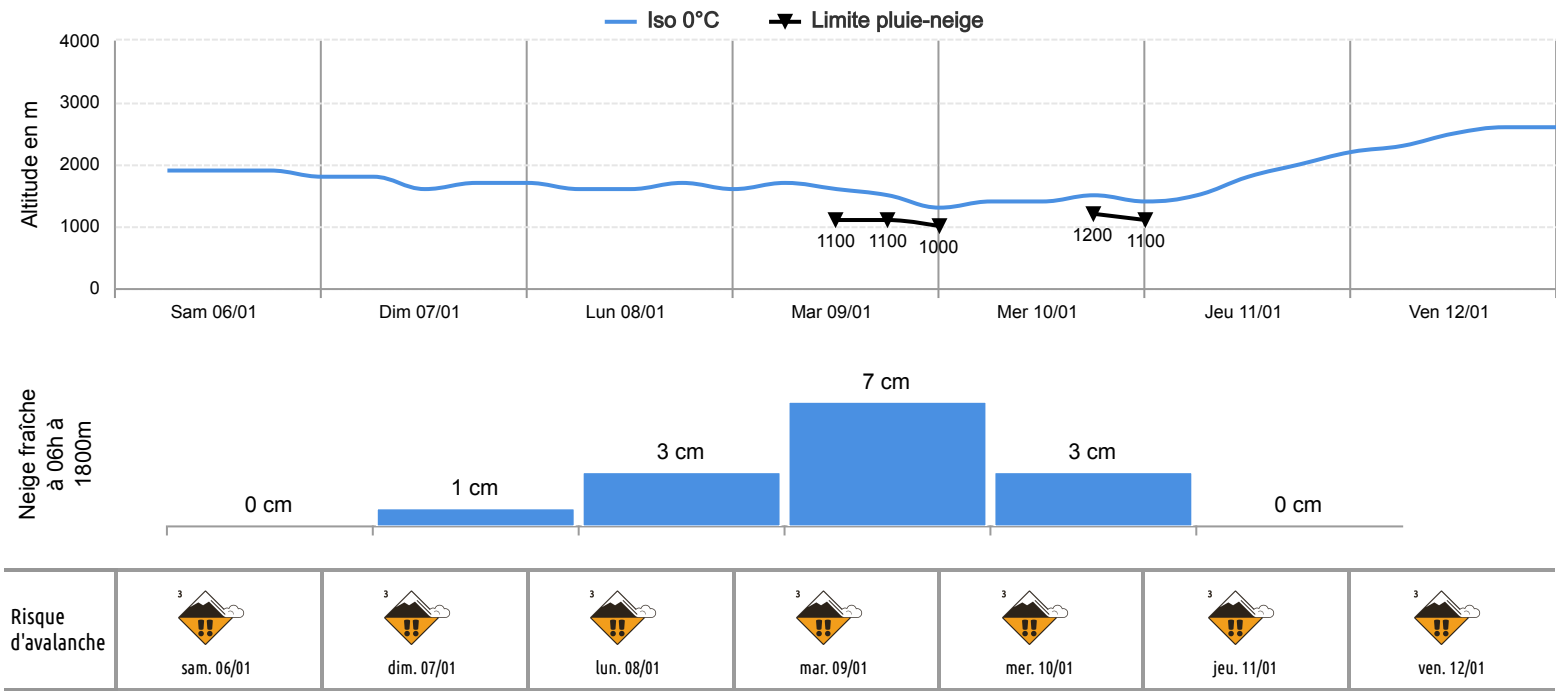 Iso 0°C
Limite pluie-neige
Altitude en m
4000
3000
2000
1000
0
1100
1100
1000
1200
1100
Sam 06/01
Dim 07/01
Lun 08/01
Mar 09/01
Mer 10/01
Jeu 11/01
Ven 12/01
Neige fraîche
à 06h à
1800m
0 cm
1 cm
3 cm
7 cm
3 cm
0 cm
Risque
d'avalanche
3
sam. 06/01
3
dim. 07/01
3
lun. 08/01
3
mar. 09/01
3
mer. 10/01
3
jeu. 11/01
3
ven. 12/01